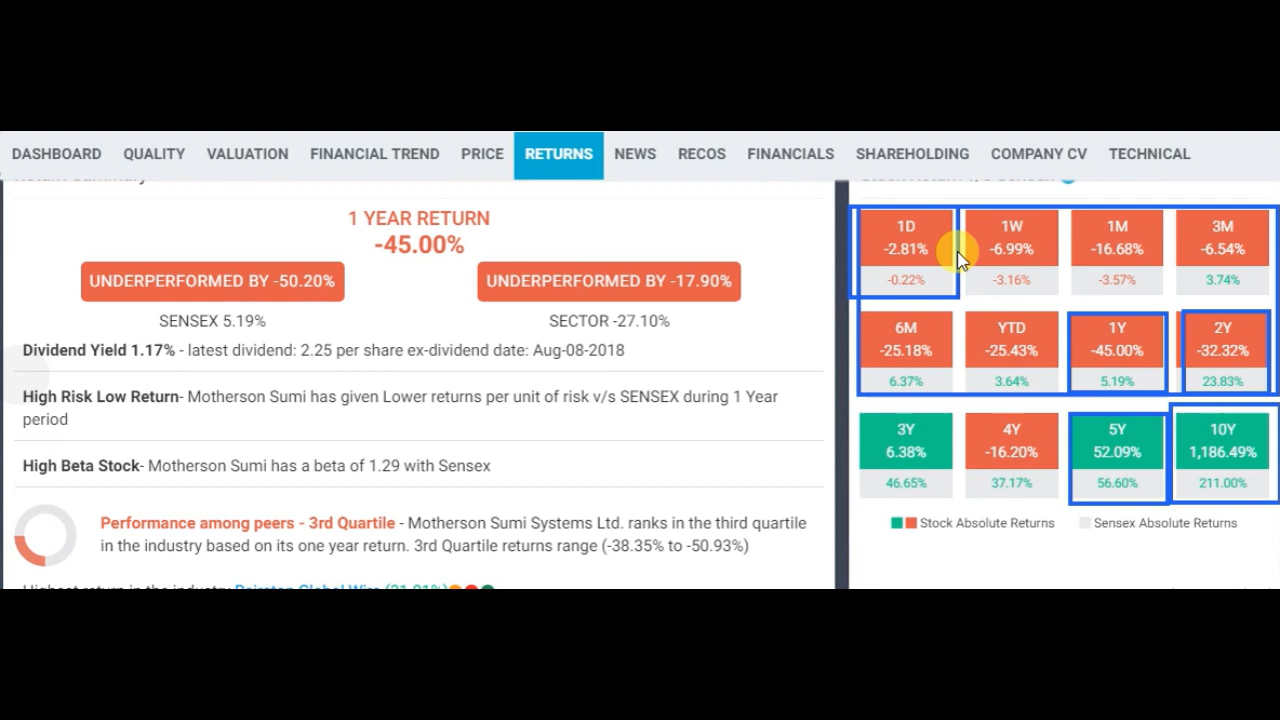 DASHBOARD QUALITY VALUATION FINANCIAL TREND PRICE RETURNS NEWS RECOS FINANCIALS SHAREHOLDING COMPANY CV TECHNICAL
1 YEAR RETURN
-45.00%
UNDERPERFORMED BY -50.20% UNDERPERFORMED BY -17.90%
SENSEX 5.19% SECTOR -27.10%
Dividend Yield 1.17% - latest dividend: 2.25 per share ex-dividend date: Aug-08-2018
High Risk Low Return- Motherson Sumi has given Lower returns per unit of risk v/s SENSEX during 1 Year
period
High Beta Stock- Motherson Sumi has a beta of 1.29 with Sensex
Performance among peers - 3rd Quartile - Motherson Sumi Systems Ltd. ranks in the third quartile
in the industry based on its one year return. 3rd Quartile returns range (-38.35% to -50.93%)
1D 1W 1M 3M
-2.81% -6.99% -16.68% -6.54%
-0.22% -3.16% -3.57% 3.74%
6M YTD 1Y 2Y
-25.18% -25.43% -45.00% -32.32%
6.37% 3.64% 5.19% 23.83%
3Y 4Y 5Y 10Y
6.38% -16.20% 52.09% 1,186.49%
46.65% 37.17% 56.60% 211.00%
Stock Absolute Returns Sensex Absolute Returns